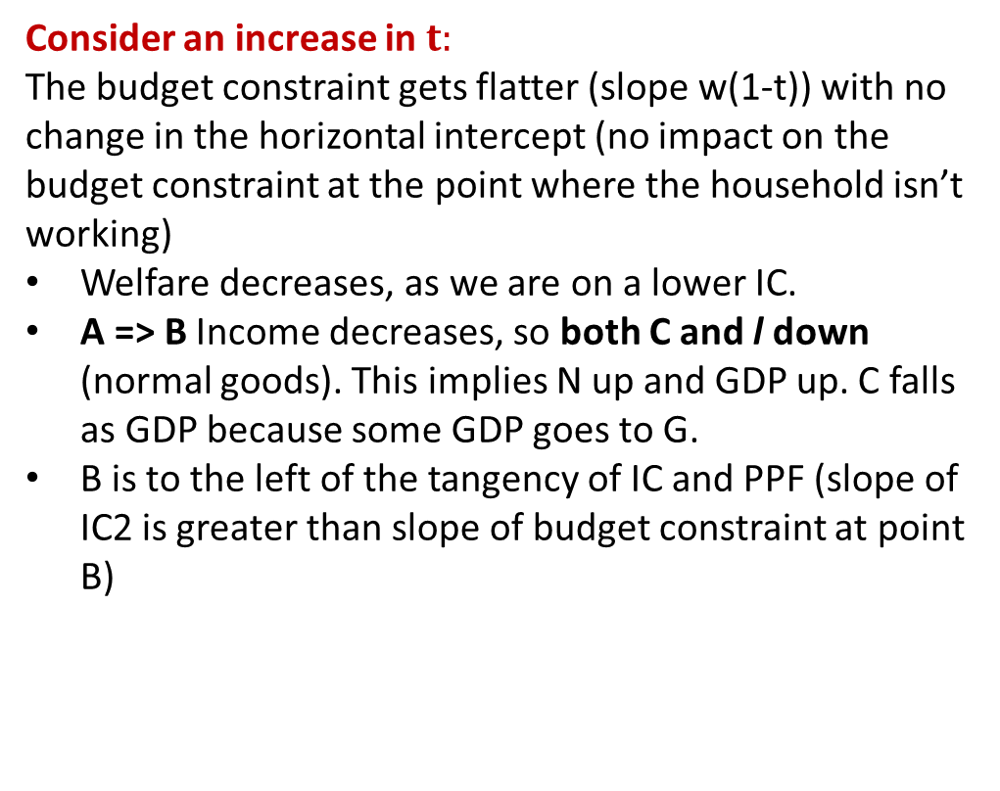 Consider an increase in t:
The budget constraint gets flatter (slope w(1-t)) with no
change in the horizontal intercept (no impact on the
budget constraint at the point where the household isn’t
working)
• Welfare decreases, as we are on a lower IC.
• A => B Income decreases, so both C and l down
(normal goods). This implies N up and GDP up. C falls
as GDP because some GDP goes to G.
• B is to the left of the tangency of IC and PPF (slope of
IC2 is greater than slope of budget constraint at point
B)